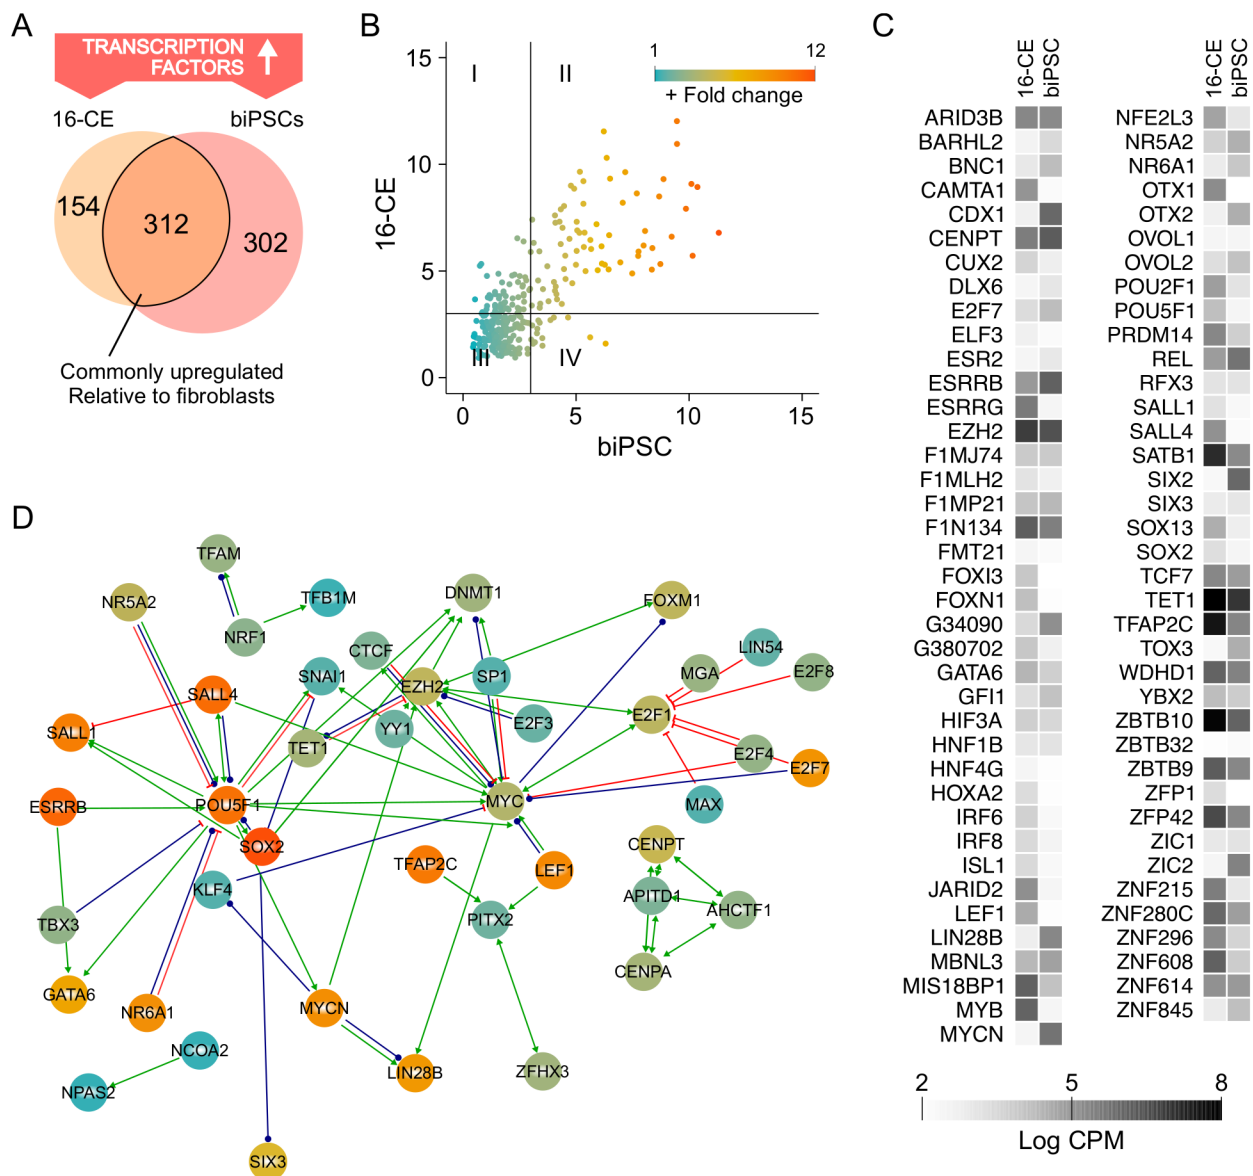 A
TRANSCRIPTION
FACTORS
16-CE
biPSCs
154
312
302
Commonly upregulated
Relative to fibroblasts
B
15
10
5
0
16-CE
I
II
III
IV
1
12
+ Fold change
0
5
10
15
biPSC
C
16-CE
biPSC
ARID3B
BARHL2
BNC1
CAMTA1
CDX1
CENPT
CUX2
DLX6
E2F7
ELF3
ESR2
ESRRB
ESRRG
EZH2
F1MJ74
F1MLH2
F1MP21
F1N134
FMT21
FOXI3
FOXN1
G34090
G380702
GATA6
GFI1
HIF3A
HNF1B
HNF4G
HOXA2
IRF6
IRF8
ISL1
JARID2
LEF1
LIN28B
MBNL3
MIS18BP1
MYB
MYCN
16-CE
biPSC
NFE2L3
NR5A2
NR6A1
OTX1
OTX2
OVOL1
OVOL2
POU2F1
POU5F1
PRDM14
REL
RFX3
SALL1
SALL4
SATB1
SIX2
SIX3
SOX13
SOX2
TCF7
TET1
TFAP2C
TOX3
WDHD1
YBX2
ZBTB10
ZBTB32
ZBTB9
ZFP1
ZFP42
ZIC1
ZIC2
ZNF215
ZNF280C
ZNF296
ZNF608
ZNF614
ZNF845
2
5
8
Log CPM
D
TFAM
NR5A2
NRF1
TFB1M
DNMT1
FOXM1
CTCF
SNAI1
EZH2
SP1
MGA
LIN54
E2F8
SALL4
SALL1
TET1
YY1
E2F3
E2F1
E2F4
E2F7
ESRRB
POU5F1
MYC
MAX
SOX2
KLF4
TFAP2C
LEF1
CENPT
APITD1
AHCTF1
TBX3
PITX2
CENPA
GATA6
NR6A1
MYCN
NCOA2
NPAS2
LIN28B
ZFHX3
SIX3